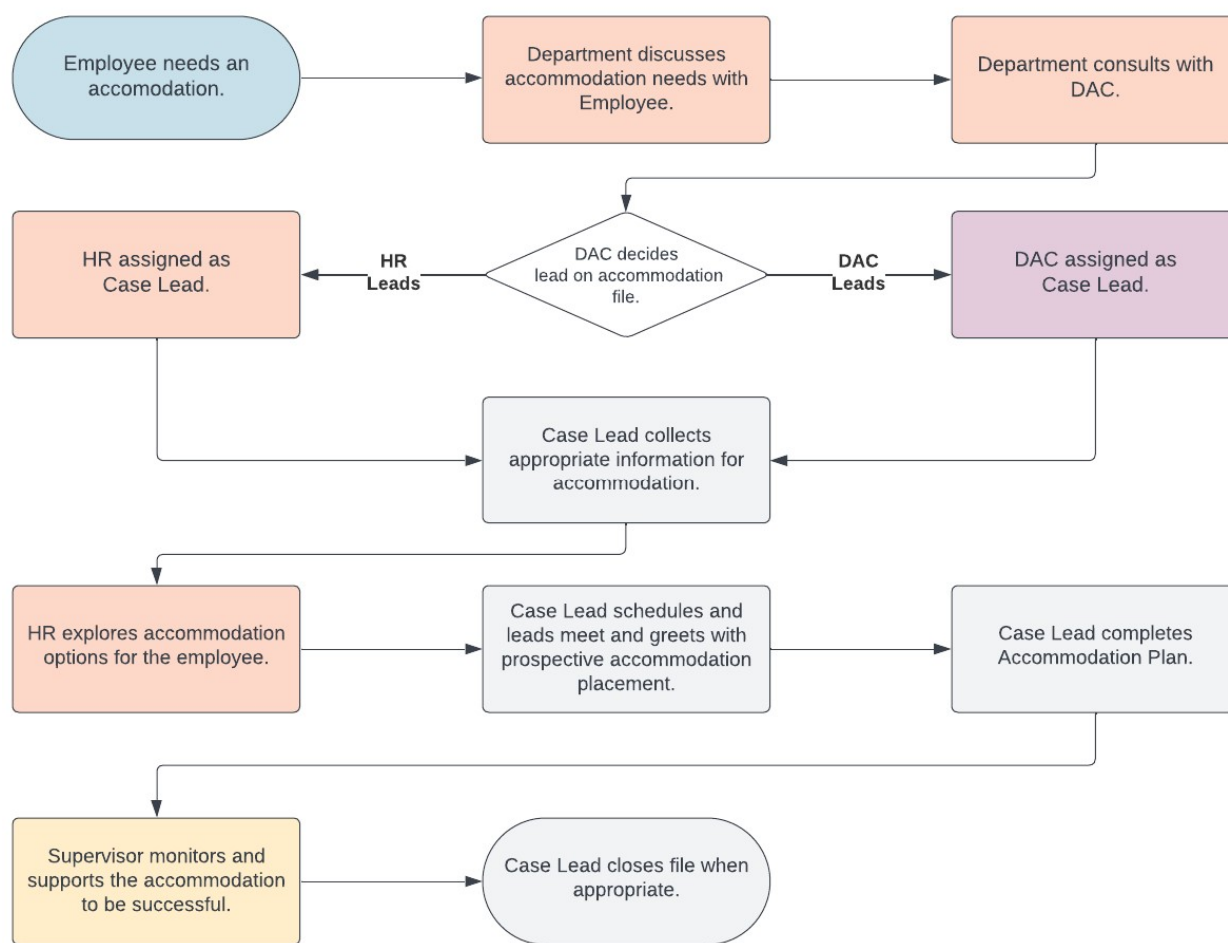 Employee needs an
accomodation.
Department discusses
accommodation needs with
Employee.
Department consults with
DAC.
HR assigned as
Case Lead.
HR
Leads
DAC decides
lead on accommodation
file.
DAC
Leads
DAC assigned as
Case Lead.
Case Lead collects
appropriate information for
accommodation.
HR explores accommodation
options for the employee.
Case Lead schedules and
leads meet and greets with
prospective accommodation
placement.
Case Lead completes
Accommodation Plan.
Supervisor monitors and
supports the accommodation
to be successful.
Case Lead closes file when
appropriate.